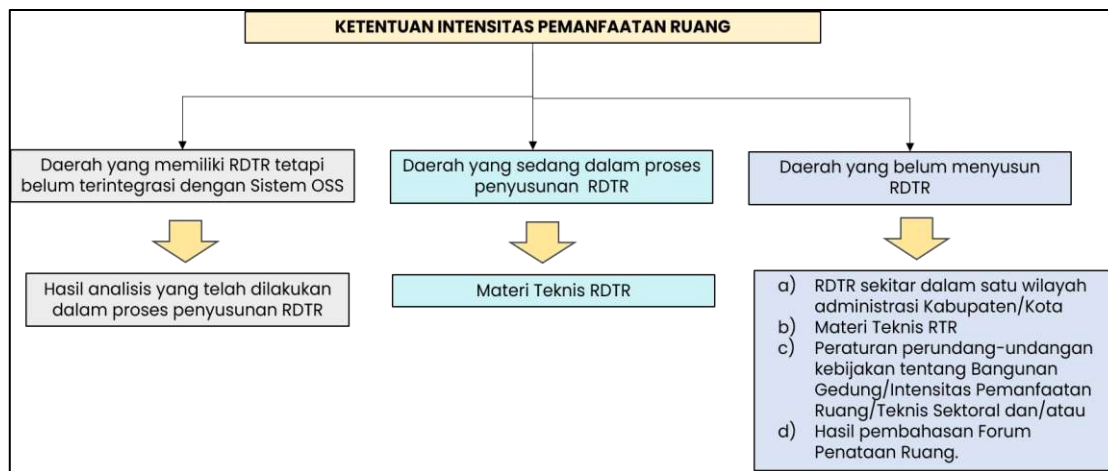 KETENTUAN INTENSITAS PEMANFAATAN RUANG
Daerah yang memiliki RDTR tetapi
belum terintegrasi dengan Sistem OSS
Daerah yang sedang dalam proses
penyusunan RDTR
Daerah yang belum menyusun
RDTR
Hasil analisis yang telah dilakukan
dalam proses penyusunan RDTR
Materi Teknis RDTR
a) RDTR sekitar dalam satu wilayah
administrasi Kabupaten/Kota
b) Materi Teknis RTR
c) Peraturan perundang-undangan
kebijakan tentang Bangunan
Gedung/Intensitas Pemanfaatan
Ruang/Teknis Sektoral dan/atau
d) Hasil pembahasan Forum
Penataan Ruang.